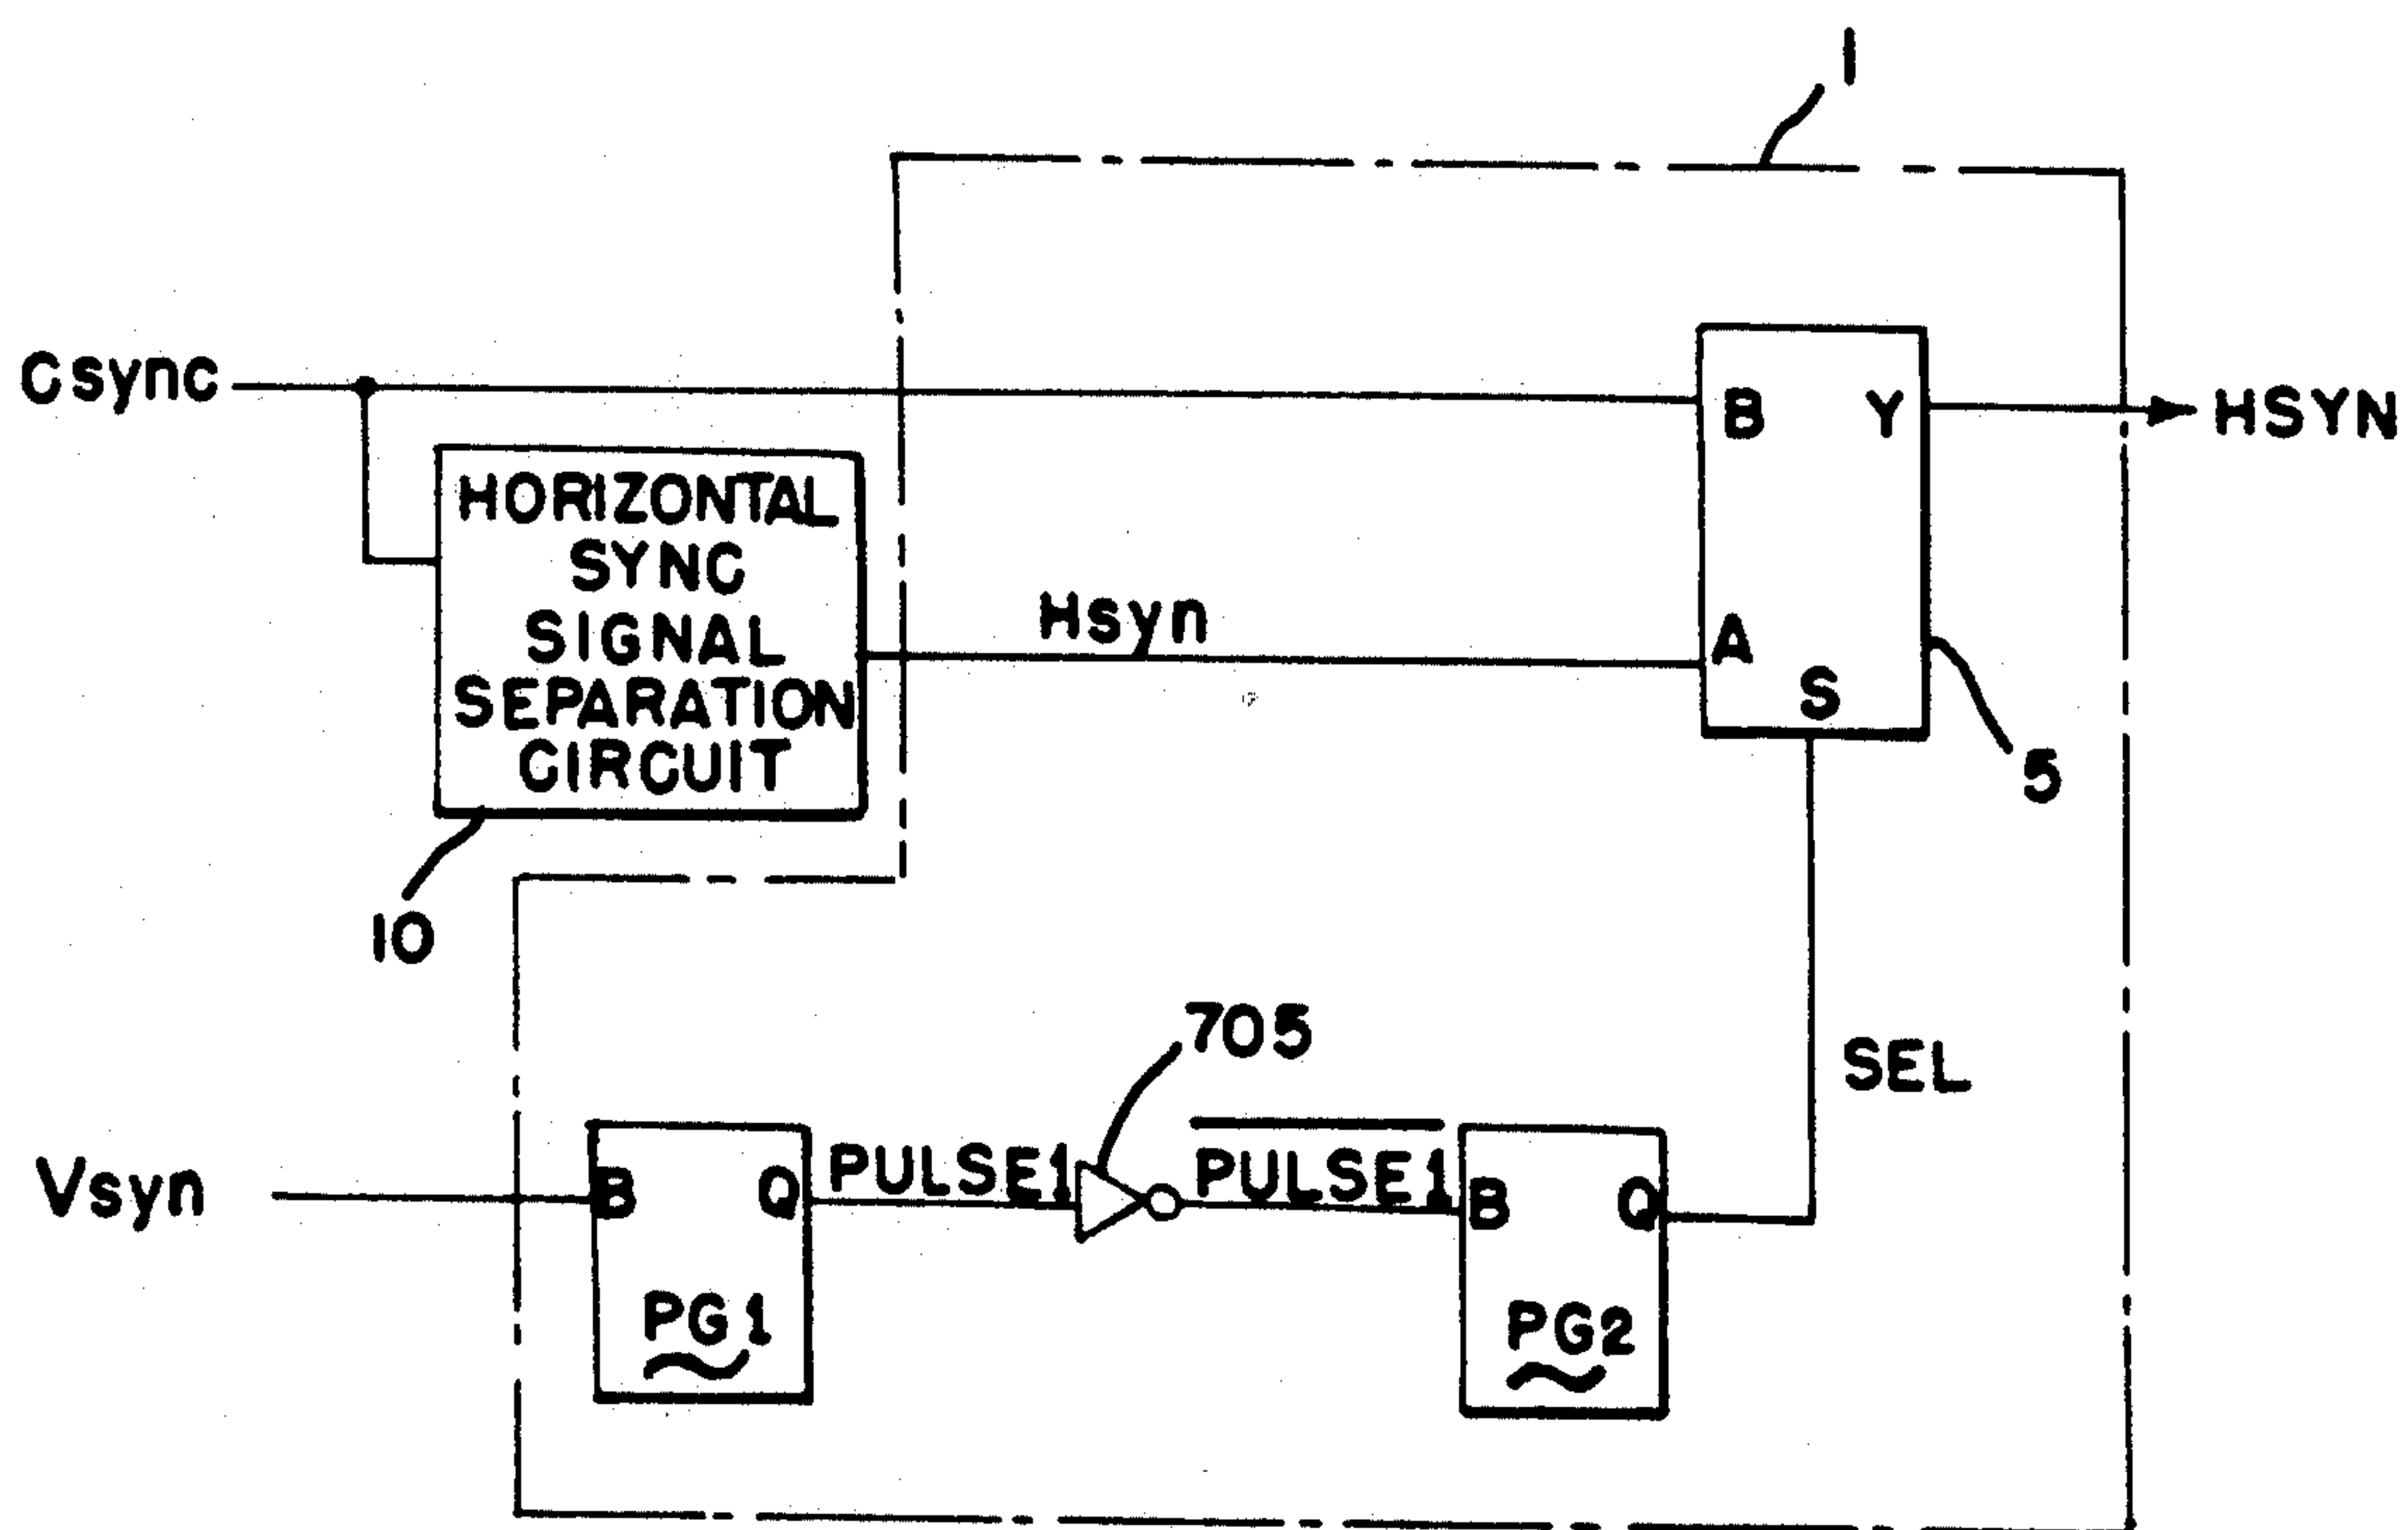 1
Csync
B Y
HSYN
HORIZONTAL
SYNC
SIGNAL
SEPARATION
CIRCUIT
Hsyn
A
S
5
10
705
SEL
Vsyn
B Q
PULSE1
PULSE1
B Q
PG1
PG2